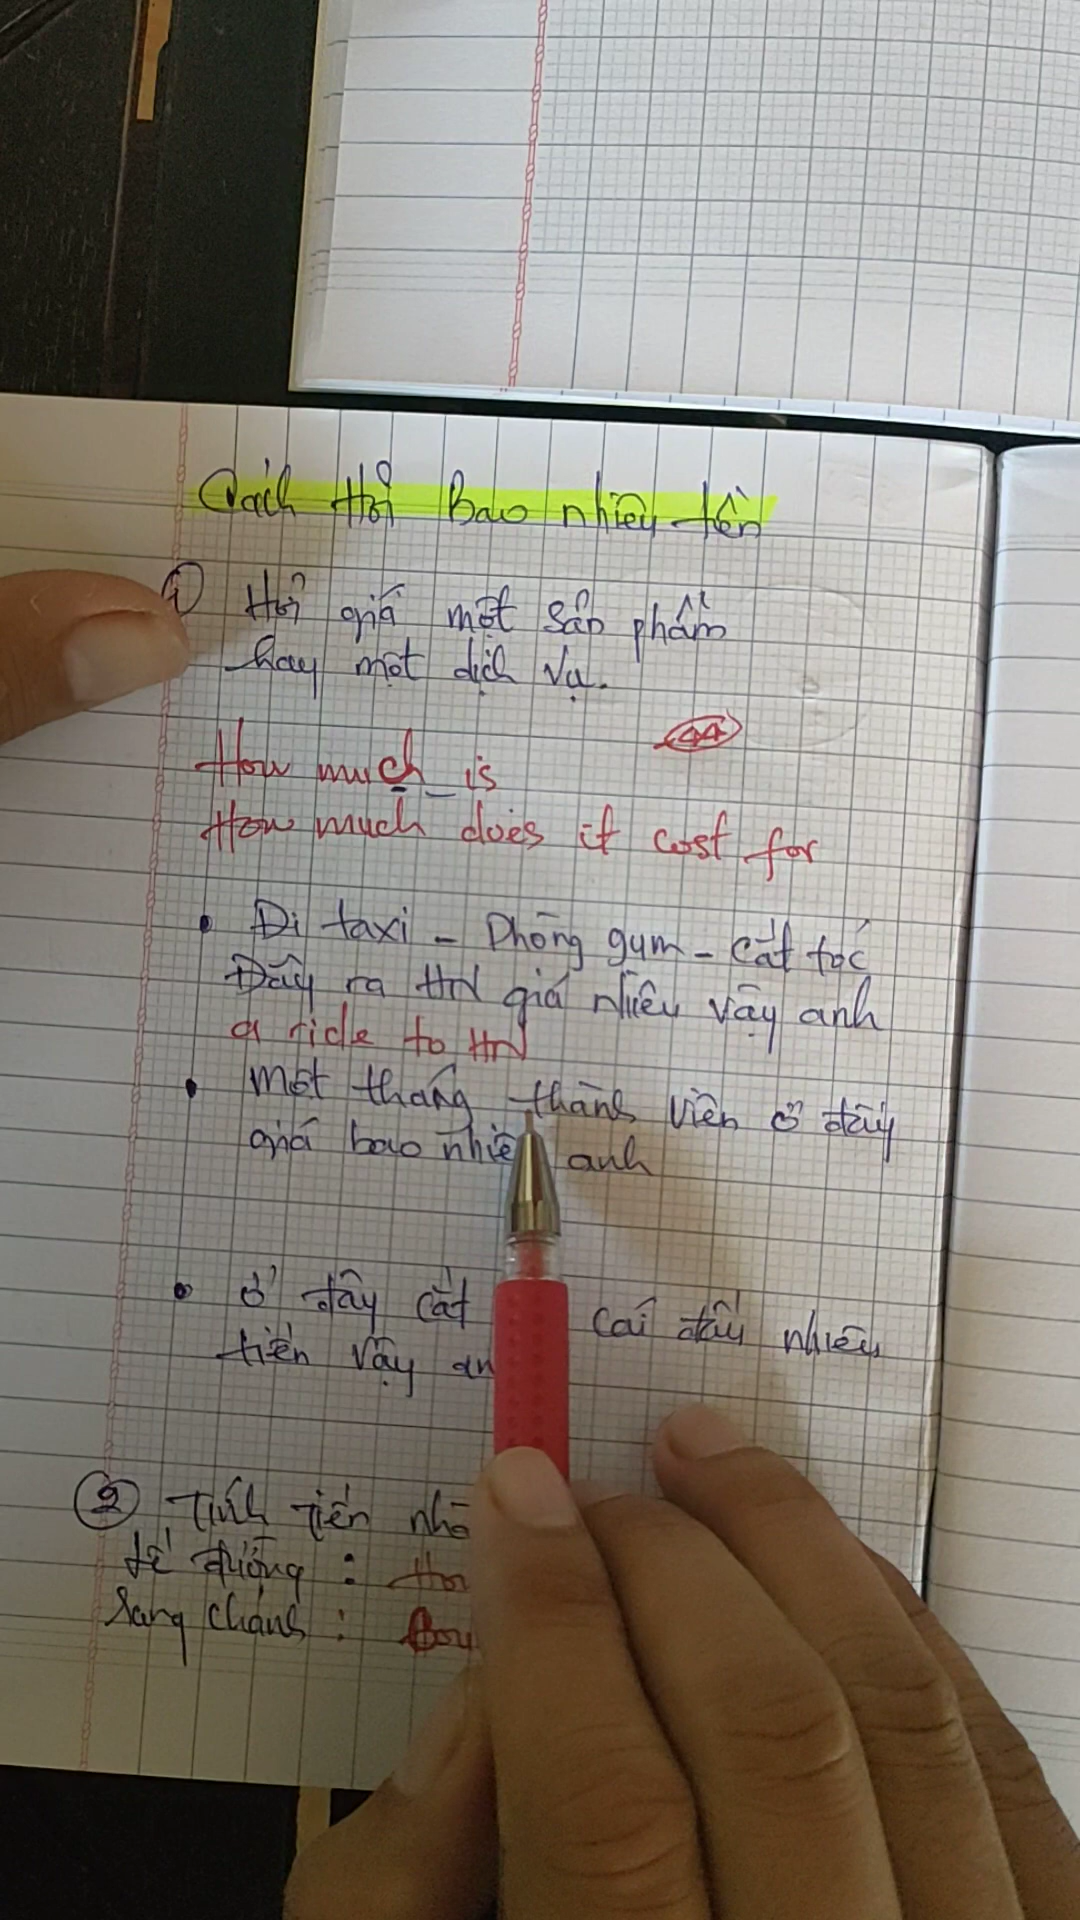 Cách Hỏi Bao nhiêu tiền
① Hỏi giá một sản phẩm
hay một dịch vụ.
How much is
How much does it cost for
• Đi taxi - Phòng gym - cắt tóc
Đây ra HN giá nhiêu vậy anh
a ride to HN
• Một tháng thành viên ở đây
giá bao anh
• Ở đây cắt cái đầu nhiêu
tiền vậy
② Tính tiền
tế đường :
Sang chảnh :